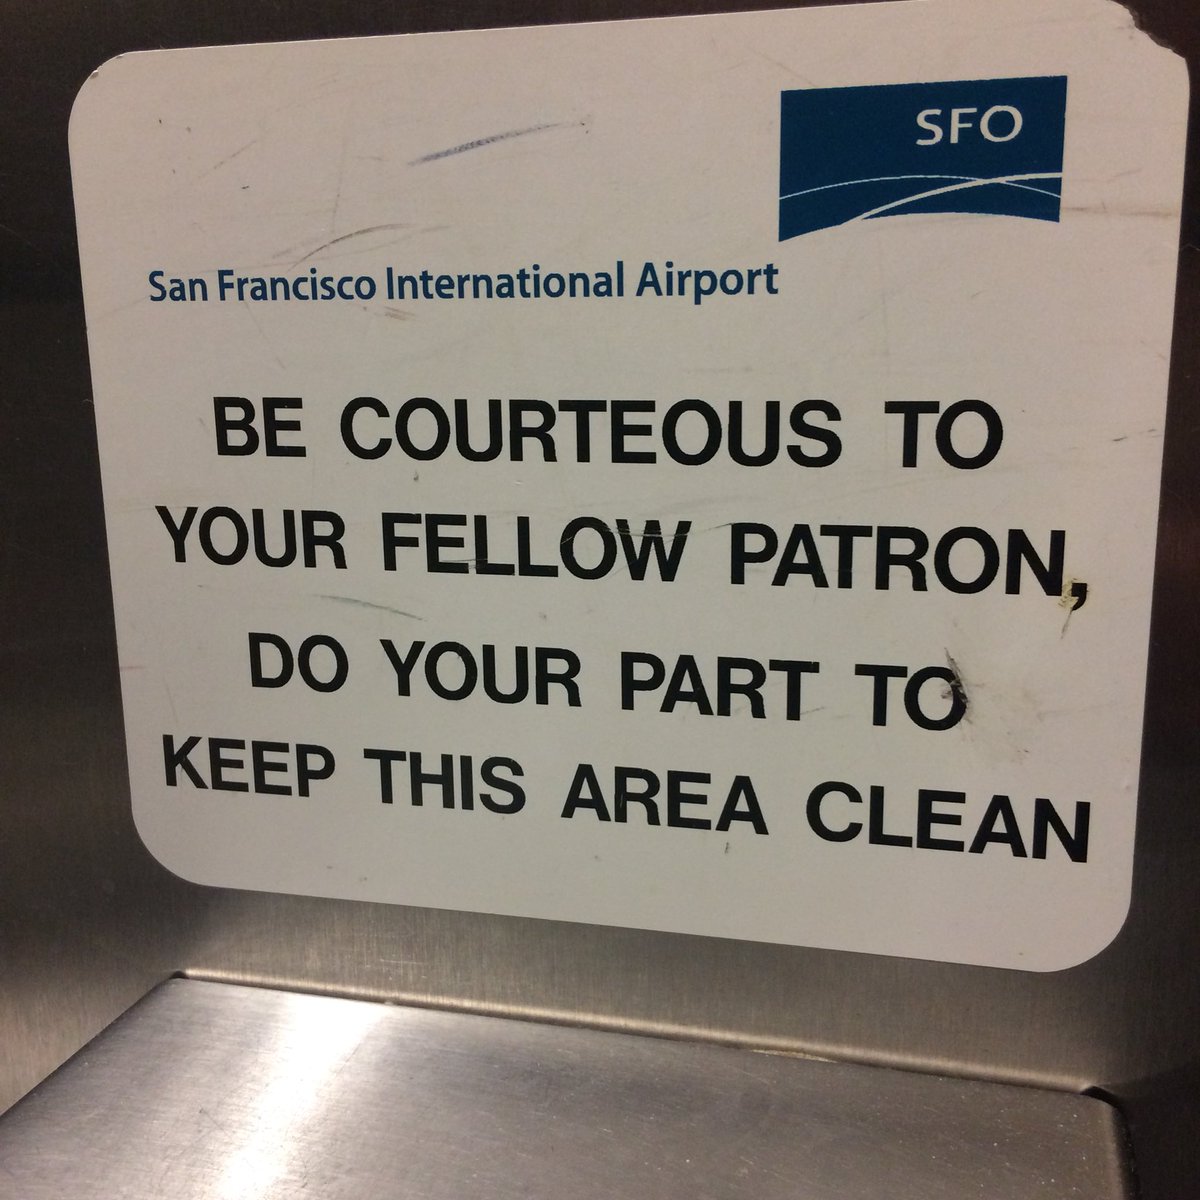 SFO
San Francisco International Airport
BE COURTEOUS TO
YOUR FELLOW PATRON,
DO YOUR PART TO
KEEP THIS AREA CLEAN